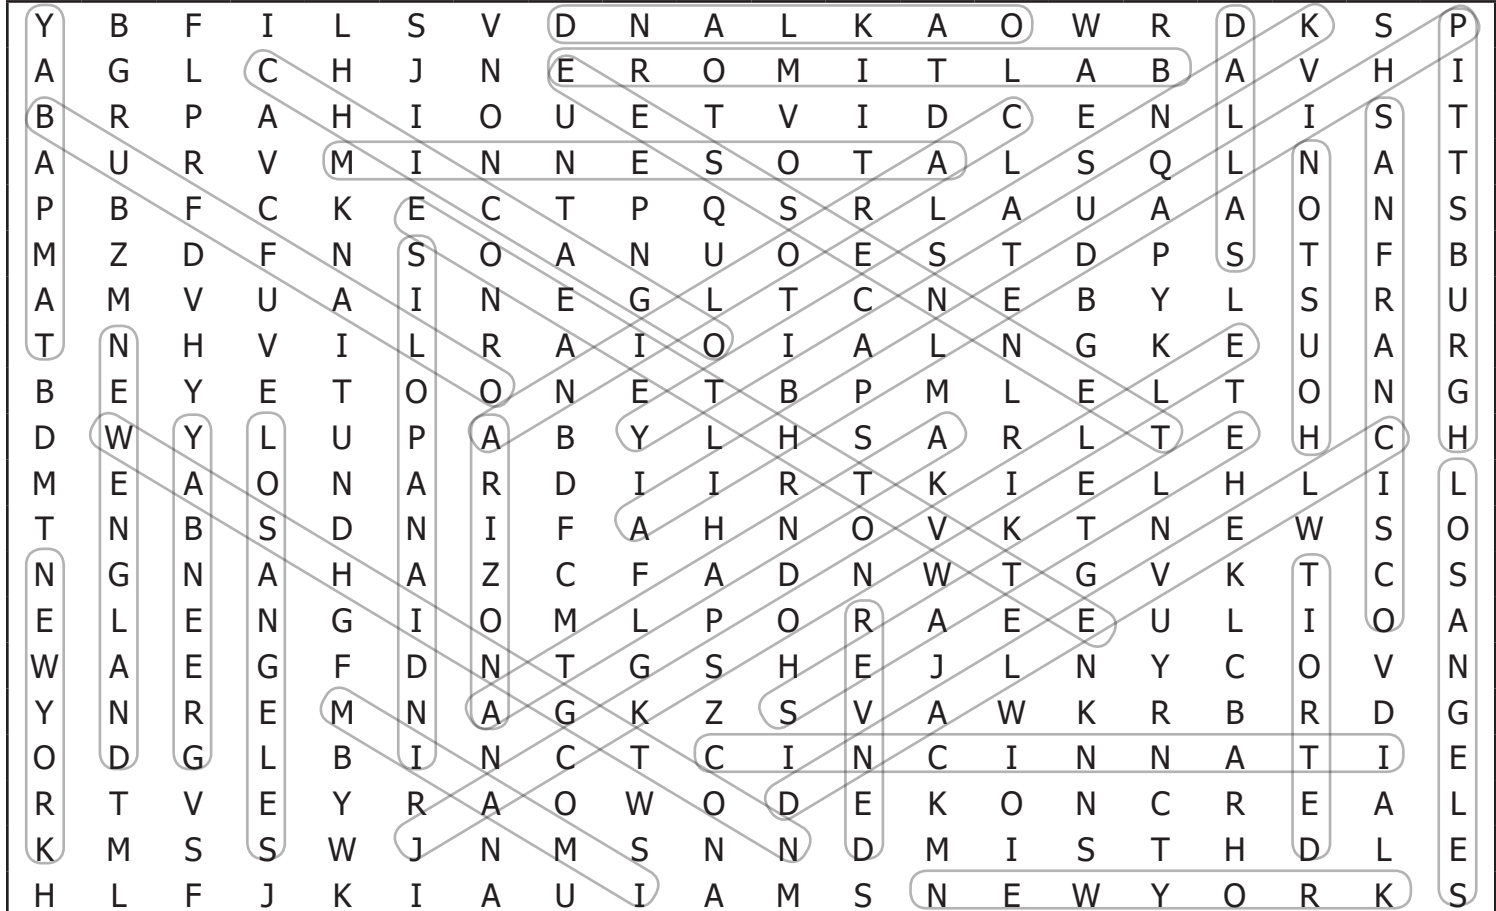 Y B F I L S V D N A L K A O W R D K S P
A G L C H J N E R O M I T L A B A V H I
B R P A H I O U E T V I D C E N L I S T
A U R V M I N N E S O T A L S Q L N A T
P B F C K E C T P Q S R L A U A A O N S
M Z D F N S O A N U O E S T D P S T F B
A M V U A I N E G L T C N E B Y L S R U
T N H V I L R A I O I A L N G K E U A R
B E Y E T O O N E T B P M L E L T O N G
D W Y L U P A B Y L H S A R L T E H C H
M E A O N A R D I I R T K I E L H L I L
T N B S D N I F A H N O V K T N E W S O
N G N A H A Z C F A D N W T G V K T C S
E L E N G I O M L P O R A E E U L I O A
W A E G F D N T G S H E J L N Y C O V N
Y N R E M N A G K Z S V A W K R B R D G
O D G L B I N C T C I N C I N N A T I E
R T V E Y R A O W O D E K O N C R E A L
K M S S W J N M S N N D M I S T H D L E
H L F J K I A U I A M S N E W Y O R K S